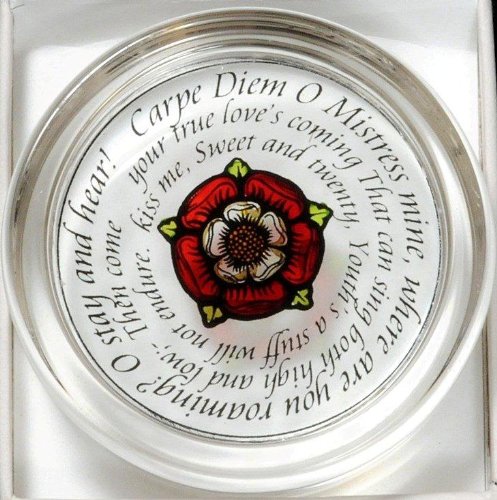 Carpe Diem O Mistress mine, where are you roaming? O stay and hear!
your true love's coming That can sing both high and low;- Then come
kiss me, Sweet and twenty, Youth's a stuff will not endure.